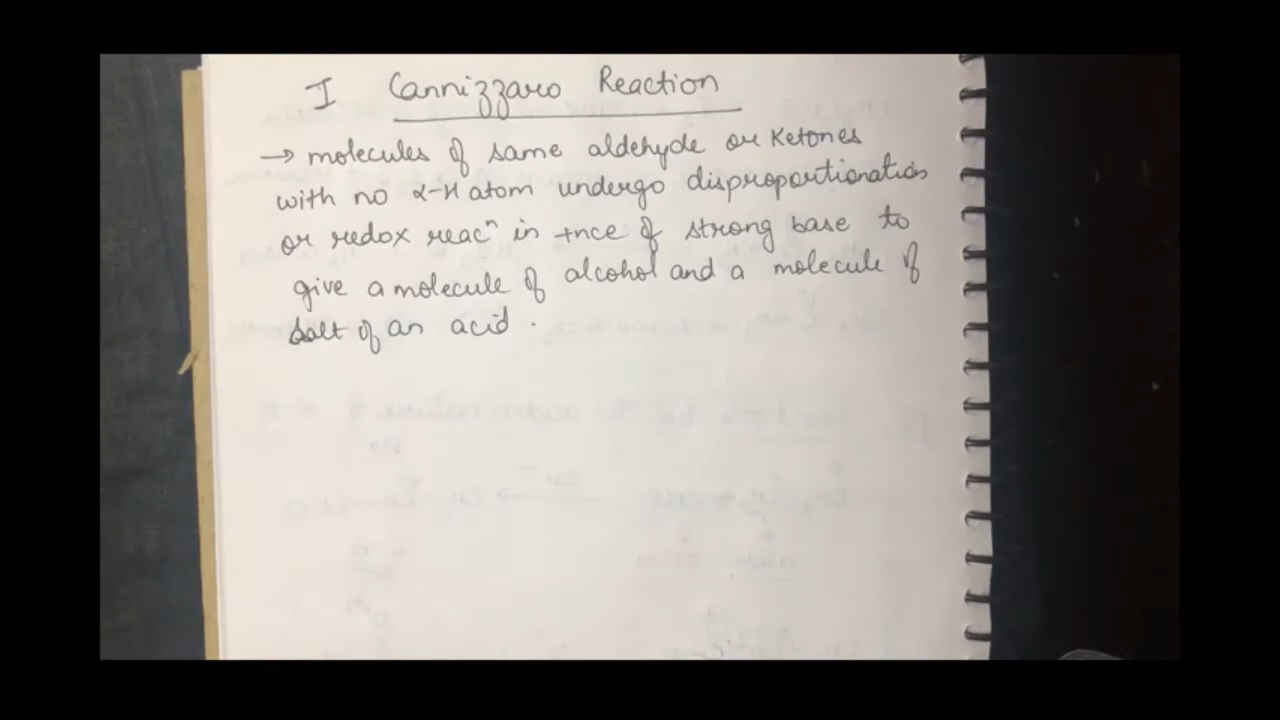 I Cannizzaro Reaction
→ molecules of same aldehyde or Ketones
with no α-H atom undergo disproportionation
or redox reacⁿ in +nce of strong base to
give a molecule of alcohol and a molecule of
salt of an acid.